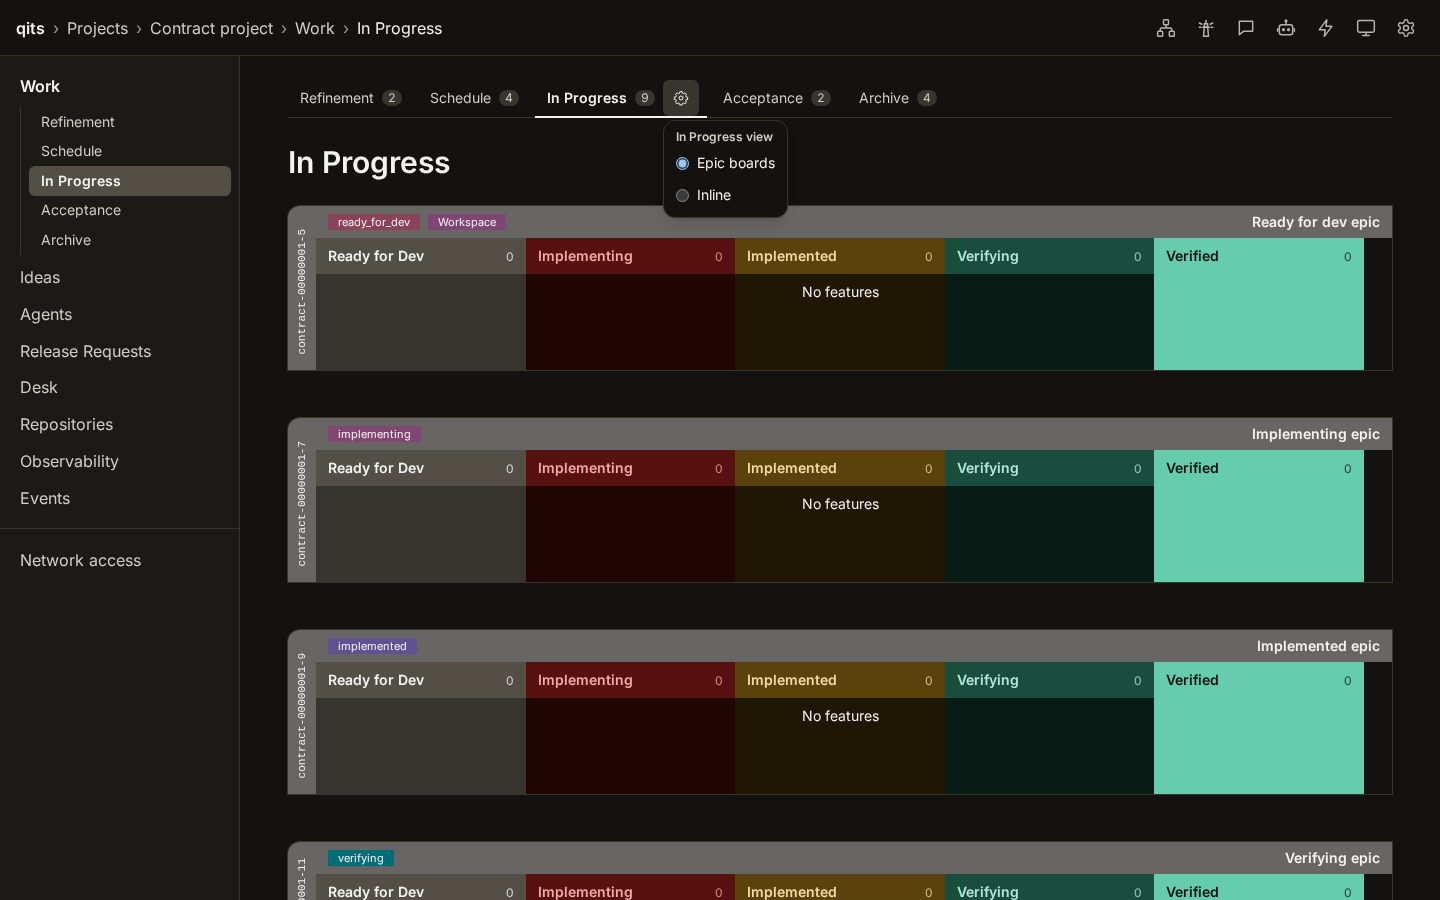 qits › Projects › Contract project › Work › In Progress
Work
Refinement
Schedule
In Progress
Acceptance
Archive
Ideas
Agents
Release Requests
Desk
Repositories
Observability
Events
Network access
Refinement 2 Schedule 4 In Progress 9 Acceptance 2 Archive 4
In Progress view
Epic boards
Inline
In Progress
contract-00000001-5
ready_for_dev Workspace Ready for dev epic
Ready for Dev 0 Implementing 0 Implemented 0 Verifying 0 Verified 0
No features
contract-00000001-7
implementing Implementing epic
Ready for Dev 0 Implementing 0 Implemented 0 Verifying 0 Verified 0
No features
contract-00000001-9
implemented Implemented epic
Ready for Dev 0 Implementing 0 Implemented 0 Verifying 0 Verified 0
No features
0001-11
verifying Verifying epic
Ready for Dev 0 Implementing 0 Implemented 0 Verifying 0 Verified 0